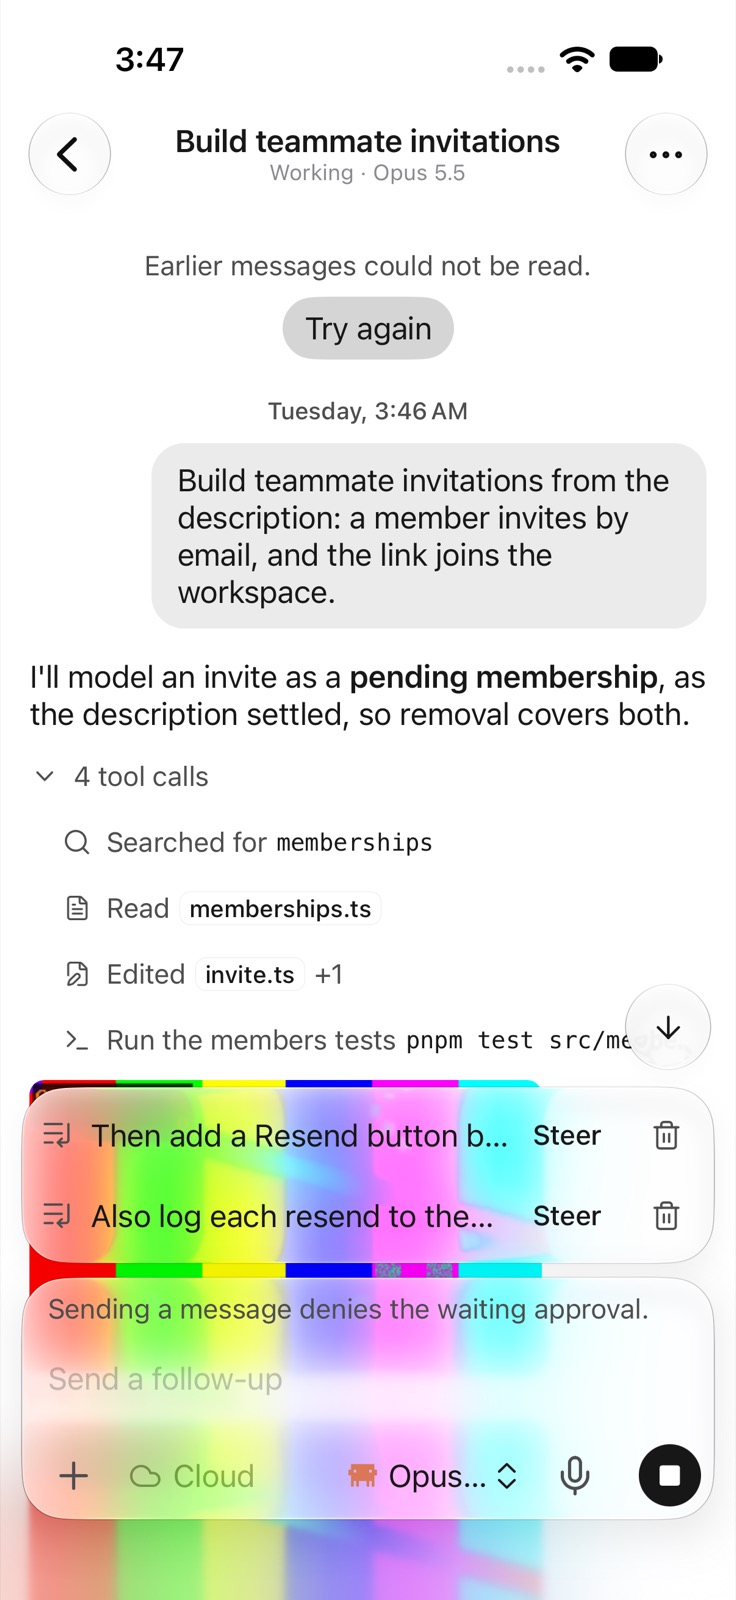 3:47
Build teammate invitations
Working · Opus 5.5
Earlier messages could not be read.
Try again
Tuesday, 3:46 AM
Build teammate invitations from the
description: a member invites by
email, and the link joins the
workspace.
I'll model an invite as a pending membership, as
the description settled, so removal covers both.
4 tool calls
Searched for memberships
Read memberships.ts
Edited invite.ts +1
Run the members tests pnpm test src/me
Then add a Resend button b... Steer
Also log each resend to the... Steer
Sending a message denies the waiting approval.
Send a follow-up
Cloud Opus...